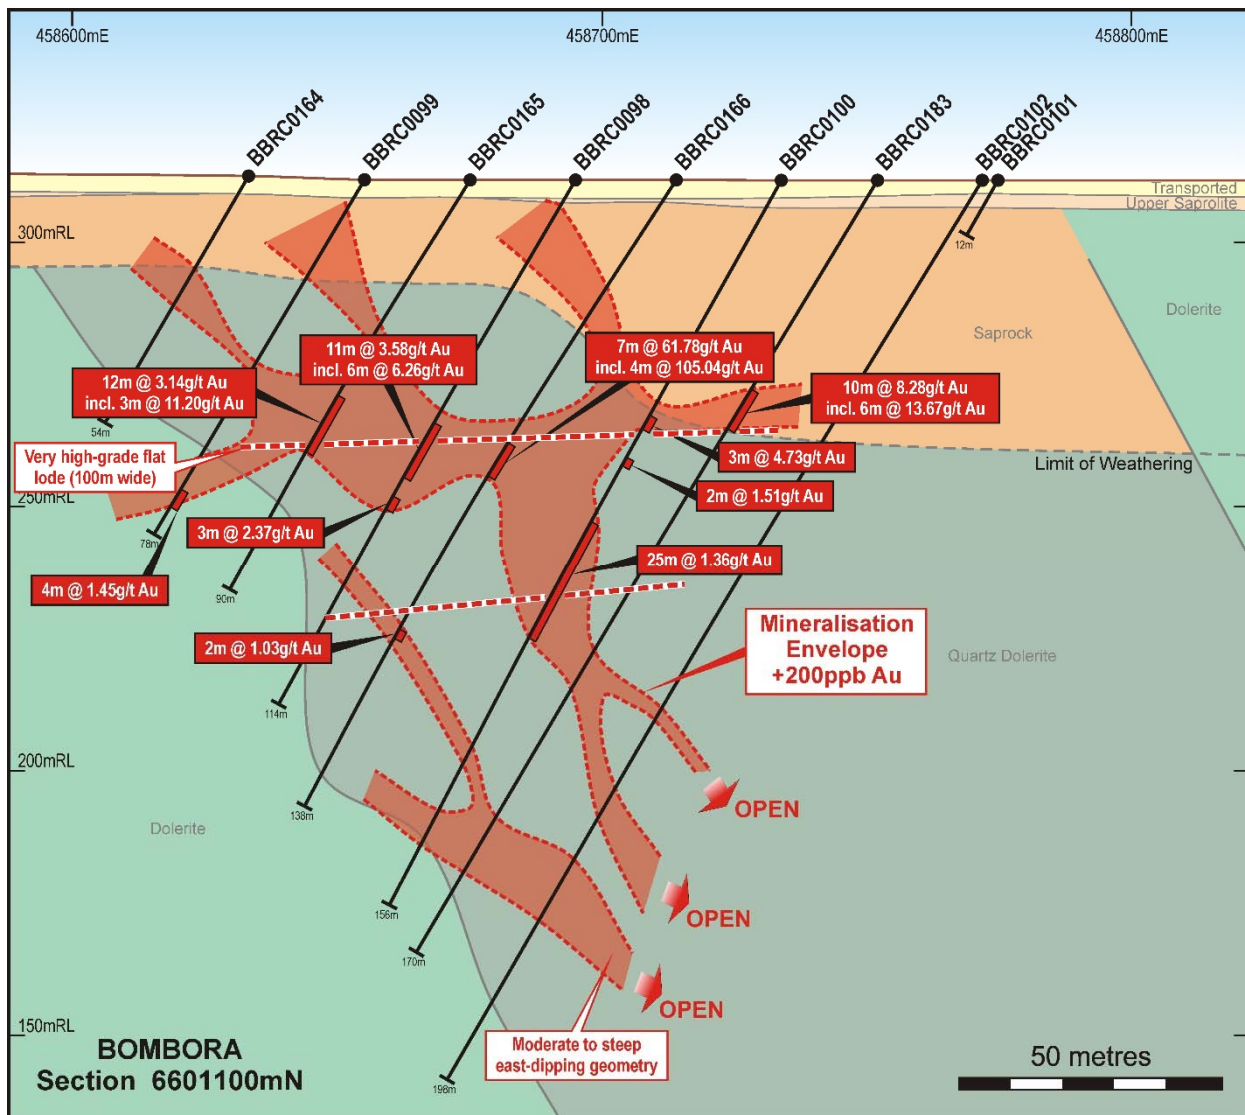 458600mE
458700mE
458800mE
BBRC0164
BBRC0099
BBRC0165
BBRC0098
BBRC0166
BBRC0100
BBRC0183
BBRC0102
BBRC0101
Transported
Upper Saprolite
300mRL
12m
Dolerite
Saprock
11m @ 3.58g/t Au
incl. 6m @ 6.26g/t Au
7m @ 61.78g/t Au
incl. 4m @ 105.04g/t Au
12m @ 3.14g/t Au
incl. 3m @ 11.20g/t Au
10m @ 8.28g/t Au
incl. 6m @ 13.67g/t Au
54m
Very high-grade flat
lode (100m wide)
3m @ 4.73g/t Au
Limit of Weathering
250mRL
2m @ 1.51g/t Au
3m @ 2.37g/t Au
78m
25m @ 1.36g/t Au
4m @ 1.45g/t Au
90m
Mineralisation
Envelope
+200ppb Au
2m @ 1.03g/t Au
Quartz Dolerite
114m
200mRL
OPEN
138m
Dolerite
156m
OPEN
170m
OPEN
150mRL
Moderate to steep
east-dipping geometry
BOMBORA
Section 6601100mN
50 metres
198m